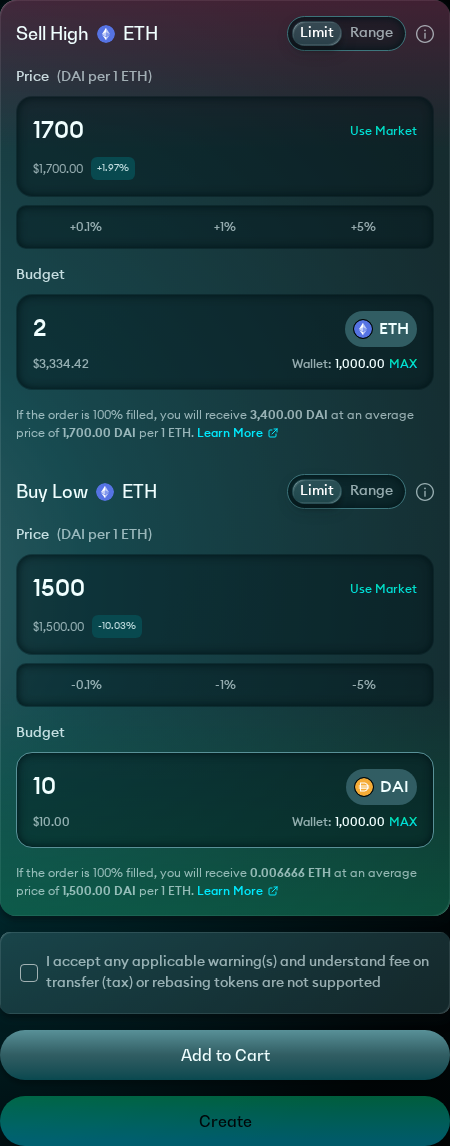 Sell High ETH Limit Range
Price (DAI per 1 ETH)
1700 Use Market
$1,700.00 +1.97%
+0.1% +1% +5%
Budget
2 ETH
$3,334.42 Wallet: 1,000.00 MAX
If the order is 100% filled, you will receive 3,400.00 DAI at an average
price of 1,700.00 DAI per 1 ETH. Learn More
Buy Low ETH Limit Range
Price (DAI per 1 ETH)
1500 Use Market
$1,500.00 -10.03%
-0.1% -1% -5%
Budget
10 DAI
$10.00 Wallet: 1,000.00 MAX
If the order is 100% filled, you will receive 0.006666 ETH at an average
price of 1,500.00 DAI per 1 ETH. Learn More
I accept any applicable warning(s) and understand fee on
transfer (tax) or rebasing tokens are not supported
Add to Cart
Create